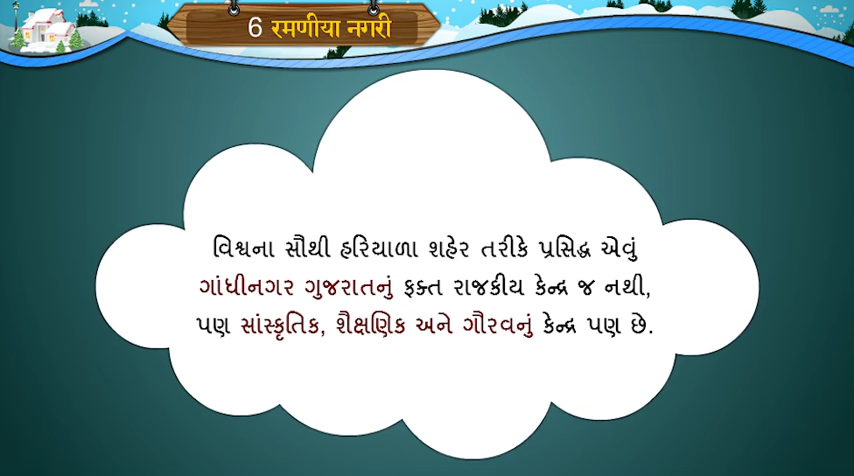 6 रमणीया नगरी
વિશ્વના સૌથી હરિયાળા શહેર તરીકે પ્રસિદ્ધ એવું
ગાંધીનગર ગુજરાતનું ફક્ત રાજકીય કેન્દ્ર જ નથી,
પણ સાંસ્કૃતિક, શૈક્ષણિક અને ગૌરવનું કેન્દ્ર પણ છે.